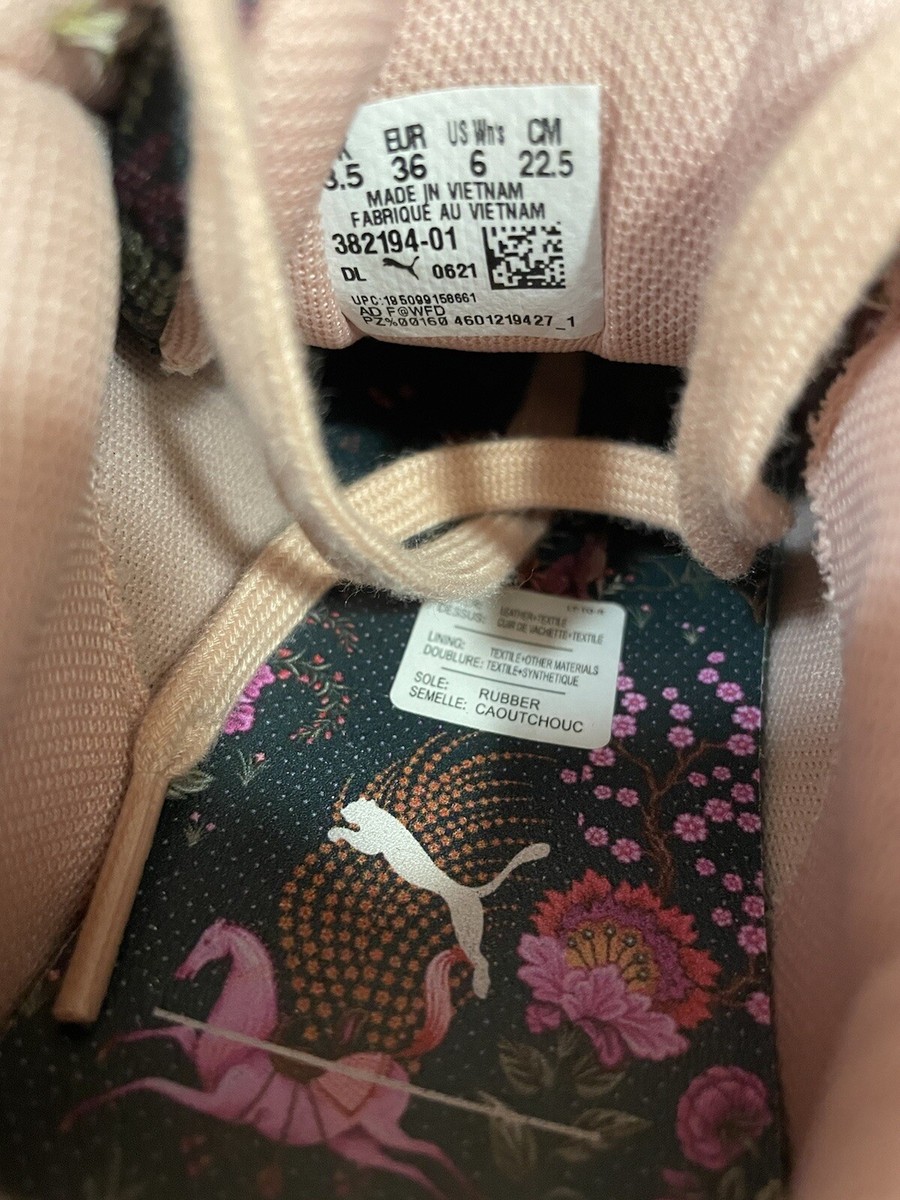 EUR US Wn's CM
3.5 36 6 22.5
MADE IN VIETNAM
FABRIQUÉ AU VIETNAM
382194-01
DL 0621
UPC:195099158661
AD F@WFD
PZ%00160 4601219427_1
DESSUS: LEATHER+TEXTILE
CUIR DE VACHETTE+TEXTILE
LINING: TEXTILE+OTHER MATERIALS
DOUBLURE: TEXTILE+SYNTHETIQUE
SOLE: RUBBER
SEMELLE: CAOUTCHOUC